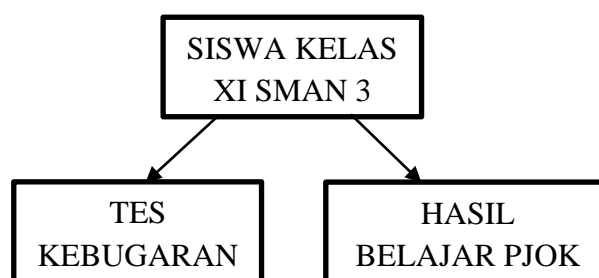 SISWA KELAS
XI SMAN 3
TES
KEBUGARAN
HASIL
BELAJAR PJOK